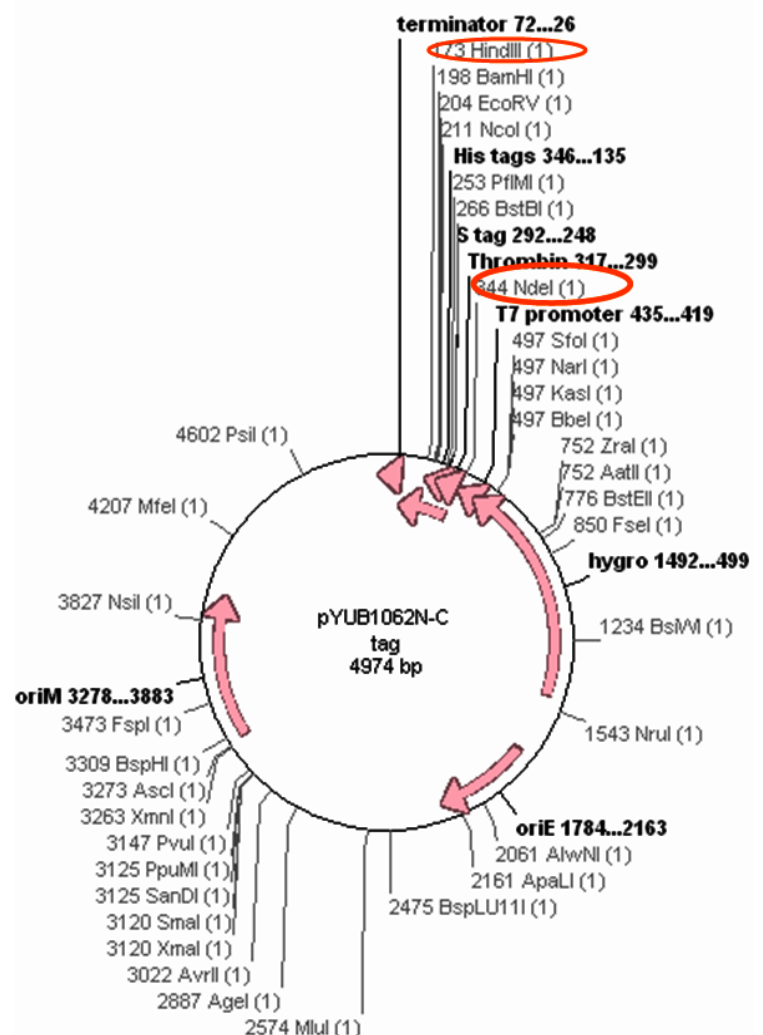 terminator 72...26
173 HindIII (1)
198 BamHI (1)
204 EcoRV (1)
211 NcoI (1)
His tags 346...135
253 PflMI (1)
266 BstBI (1)
S tag 292...248
Thrombin 317...299
344 NdeI (1)
T7 promoter 435...419
497 SfoI (1)
497 NarI (1)
497 KasI (1)
497 BbeI (1)
752 ZraI (1)
752 AatII (1)
776 BstEII (1)
850 FseI (1)
hygro 1492...499
1234 BsiWI (1)
1543 NruI (1)
oriE 1784...2163
2061 AlwNI (1)
2161 ApaLI (1)
2475 BspLU11I (1)
2574 MluI (1)
2887 AgeI (1)
3022 AvrII (1)
3120 XmaI (1)
3120 SmaI (1)
3125 SanDI (1)
3125 PpuMI (1)
3147 PvuI (1)
3263 XmnI (1)
3273 AscI (1)
3309 BspHI (1)
3473 FspI (1)
oriM 3278...3883
3827 NsiI (1)
4207 MfeI (1)
4602 PsiI (1)
pYUB1062N-C
tag
4974 bp